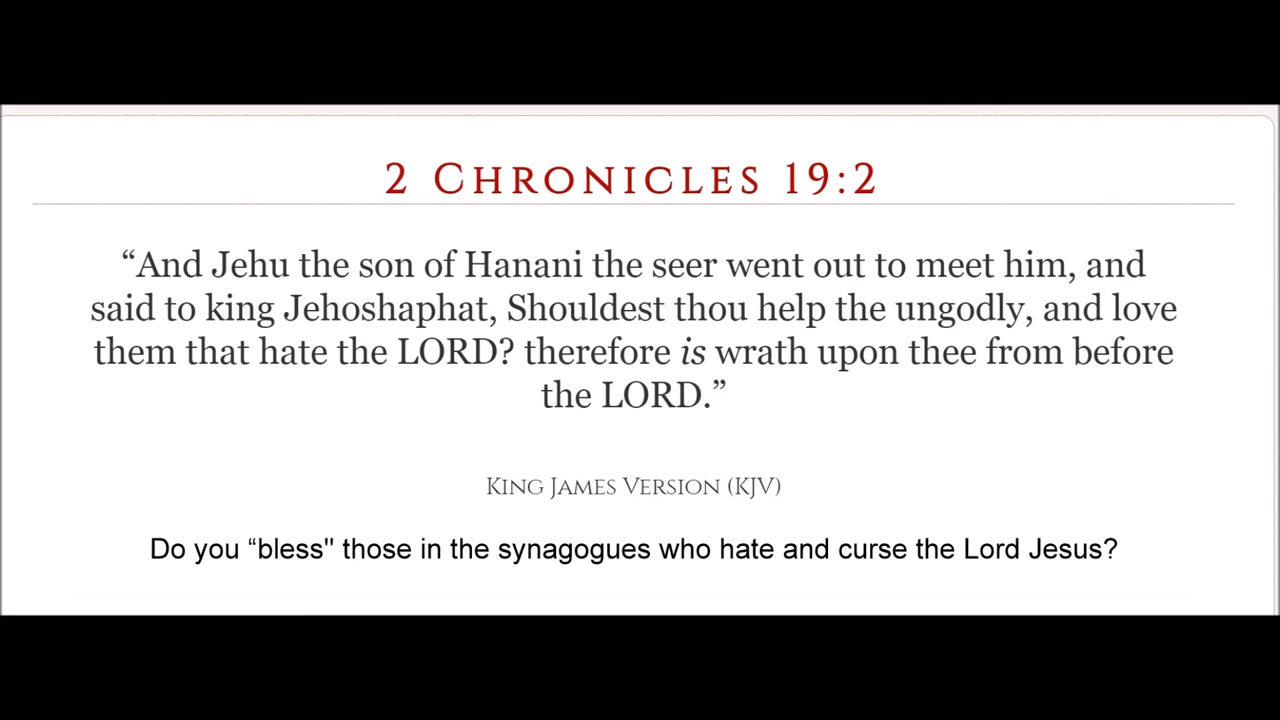 2 Chronicles 19:2
“And Jehu the son of Hanani the seer went out to meet him, and
said to king Jehoshaphat, Shouldest thou help the ungodly, and love
them that hate the LORD? therefore is wrath upon thee from before
the LORD.”
King James Version (KJV)
Do you “bless" those in the synagogues who hate and curse the Lord Jesus?